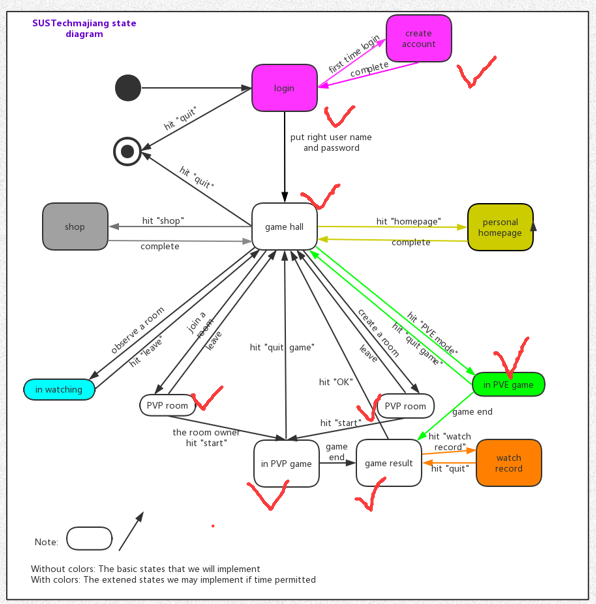 SUSTechmajiang state
diagram
create
account
first time login
complete
login
hit "quit"
put right user name
and password
hit "quit"
shop
hit "shop"
complete
game hall
hit "homepage"
complete
personal
homepage
observe a room
hit "leave"
join a
room
leave
hit "quit game"
hit "OK"
create a room
leave
hit "PVE mode"
hit "quit game"
in watching
PVP room
PVP room
in PVE game
the room owner
hit "start"
hit "start"
game end
in PVP game
game
end
game result
hit "watch
record"
hit "quit"
watch
record
Note:
Without colors: The basic states that we will implement
With colors: The extened states we may implement if time permitted